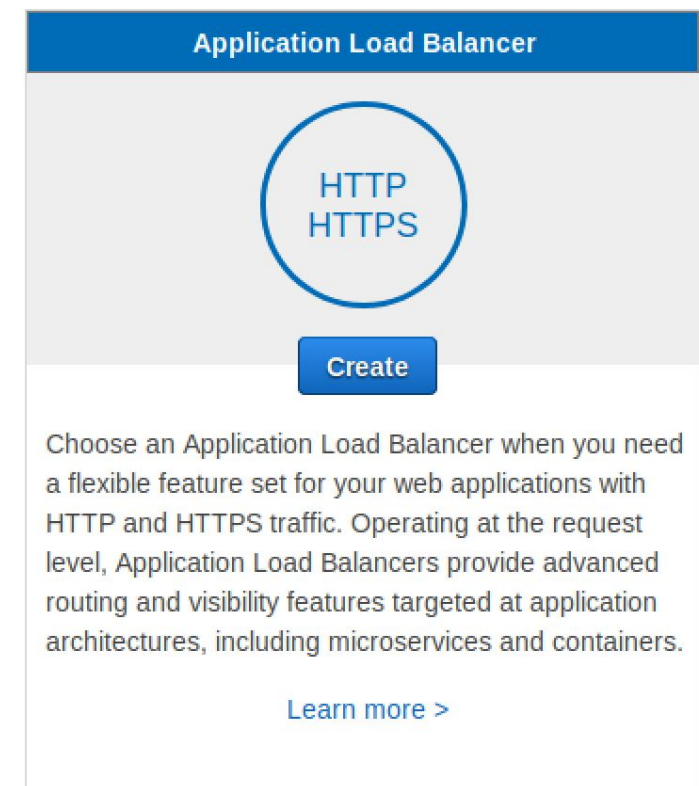 Application Load Balancer
HTTP
HTTPS
Create
Choose an Application Load Balancer when you need
a flexible feature set for your web applications with
HTTP and HTTPS traffic. Operating at the request
level, Application Load Balancers provide advanced
routing and visibility features targeted at application
architectures, including microservices and containers.
Learn more >